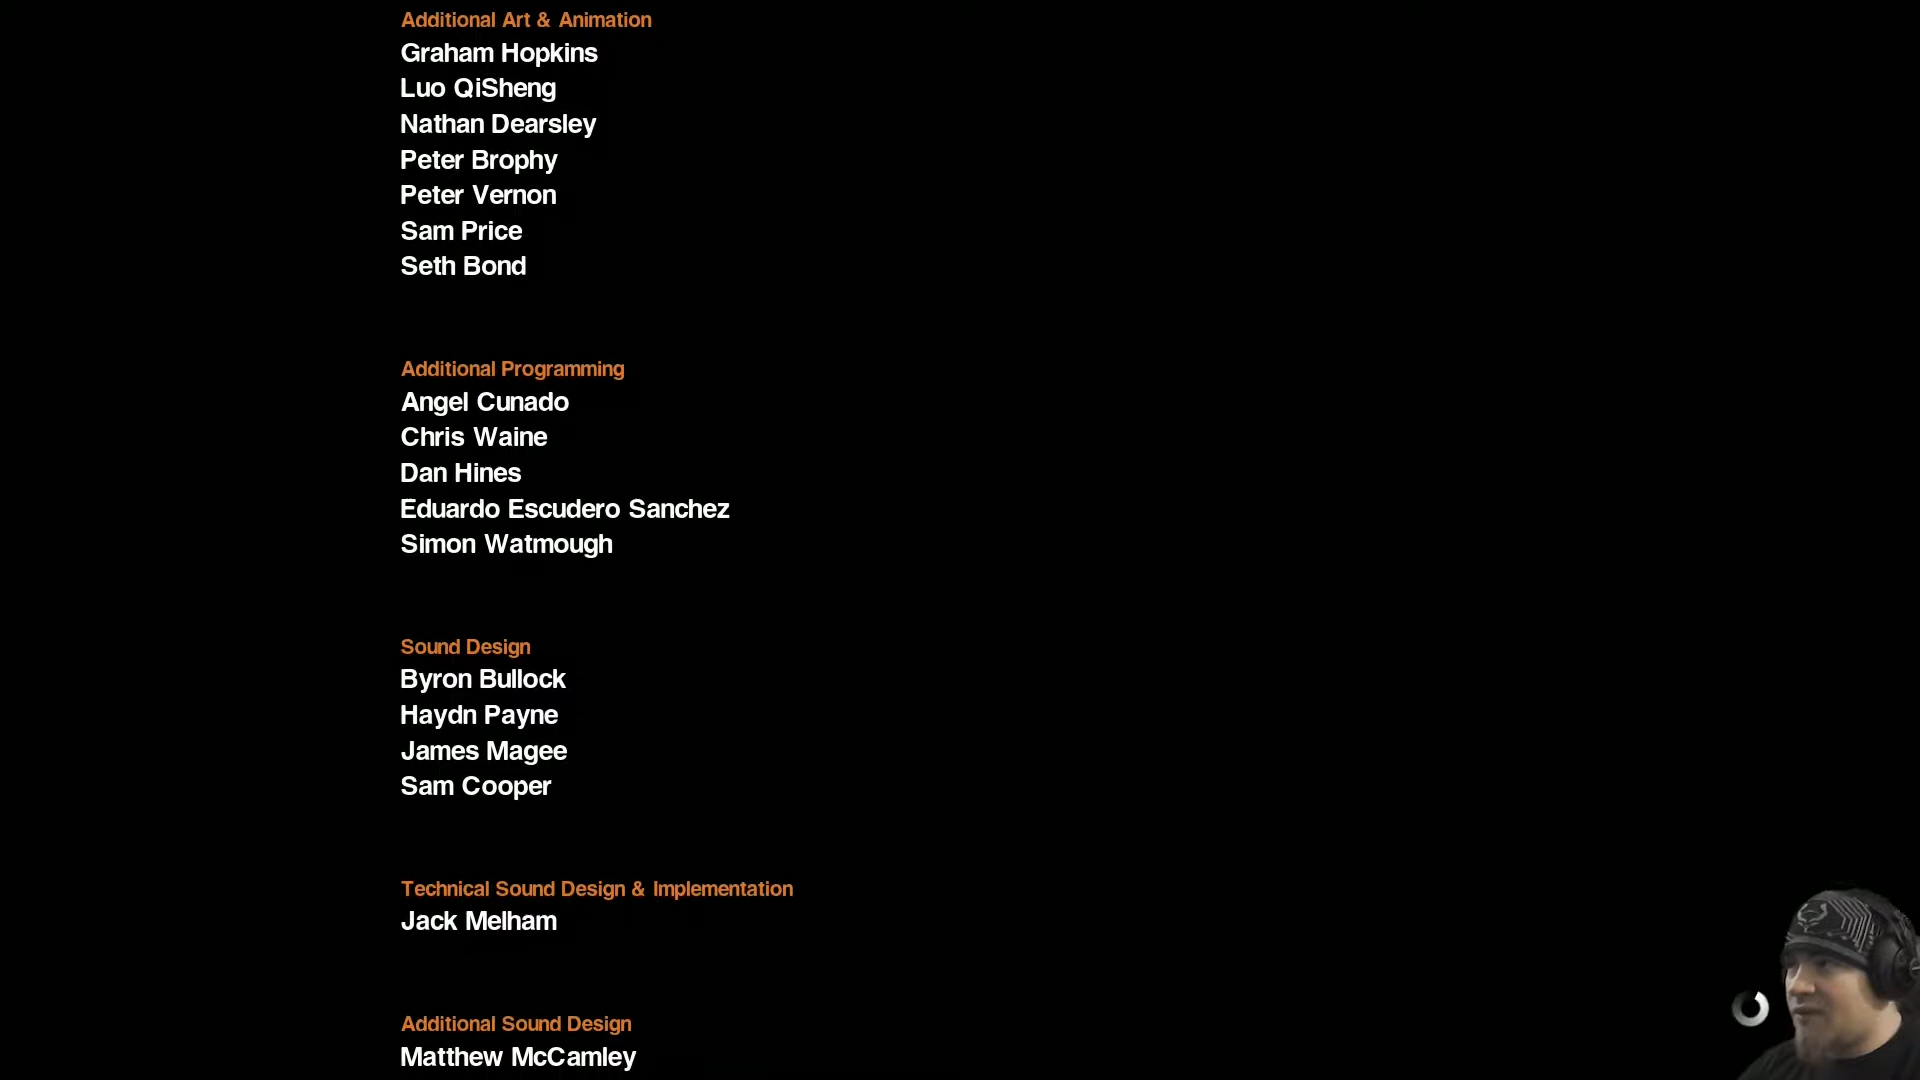 Additional Art & Animation
Graham Hopkins
Luo QiSheng
Nathan Dearsley
Peter Brophy
Peter Vernon
Sam Price
Seth Bond
Additional Programming
Angel Cunado
Chris Waine
Dan Hines
Eduardo Escudero Sanchez
Simon Watmough
Sound Design
Byron Bullock
Haydn Payne
James Magee
Sam Cooper
Technical Sound Design & Implementation
Jack Melham
Additional Sound Design
Matthew McCamley